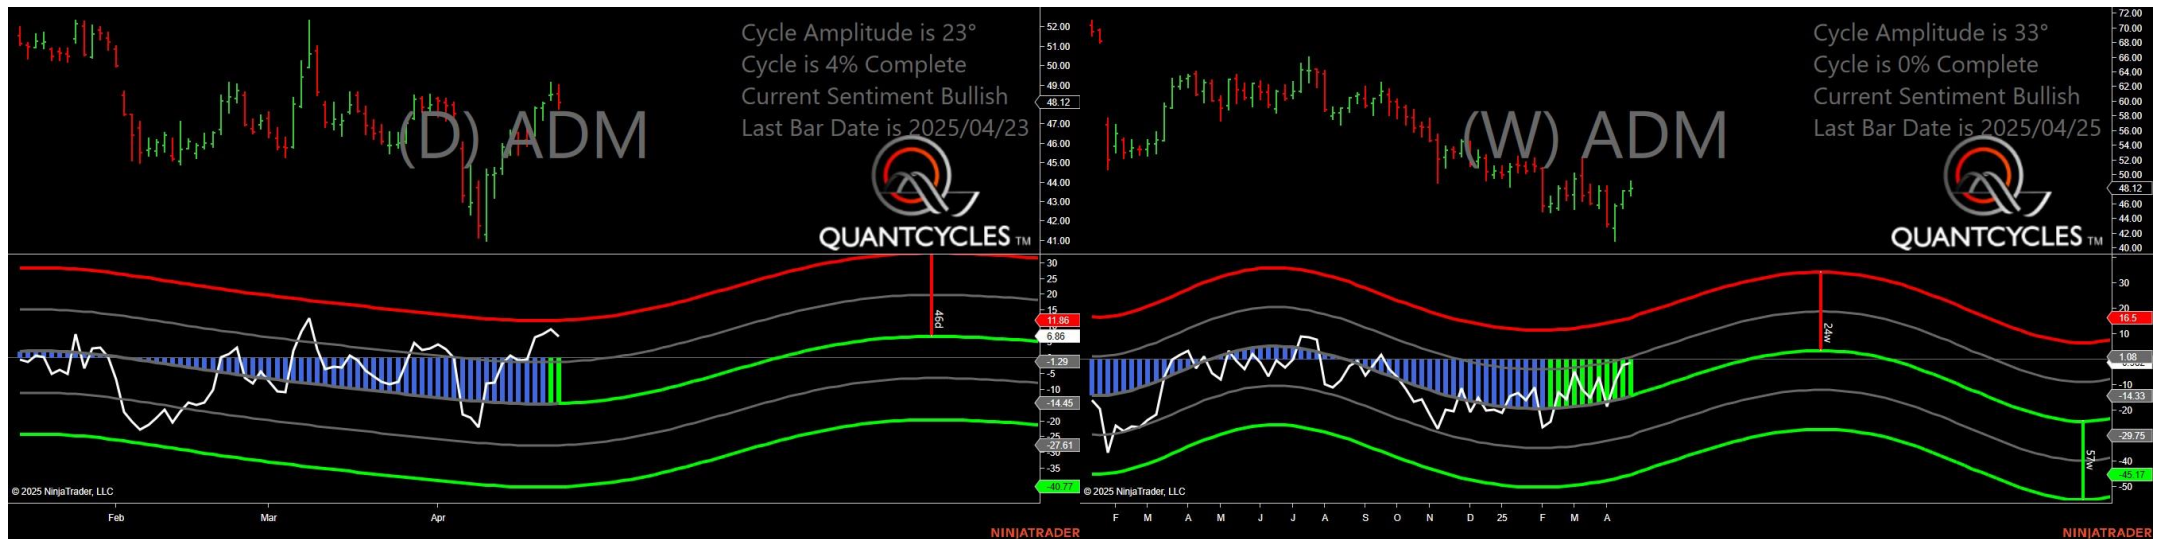 Cycle Amplitude is 23°
Cycle is 4% Complete
Current Sentiment Bullish
Last Bar Date is 2025/04/23
(D) ADM
QUANTCYCLES TM
52.00
51.00
50.00
49.00
48.12
47.00
46.00
45.00
44.00
43.00
42.00
41.00
30
25
20
15
11.86
6.86
-1.29
-5
-10
-14.45
-20
-25
-27.61
-30
-35
-40.77
46d
© 2025 NinjaTrader, LLC
Feb Mar Apr
NINJATRADER
Cycle Amplitude is 33°
Cycle is 0% Complete
Current Sentiment Bullish
Last Bar Date is 2025/04/25
(W) ADM
QUANTCYCLES TM
72.00
70.00
68.00
66.00
64.00
62.00
60.00
58.00
56.00
54.00
52.00
50.00
48.12
46.00
44.00
42.00
40.00
30
20
16.5
10
1.08
-10
-14.33
-20
-29.75
-40
-45.17
-50
24w
57w
© 2025 NinjaTrader, LLC
F M A M J J A S O N D 25 F M A
NINJATRADER